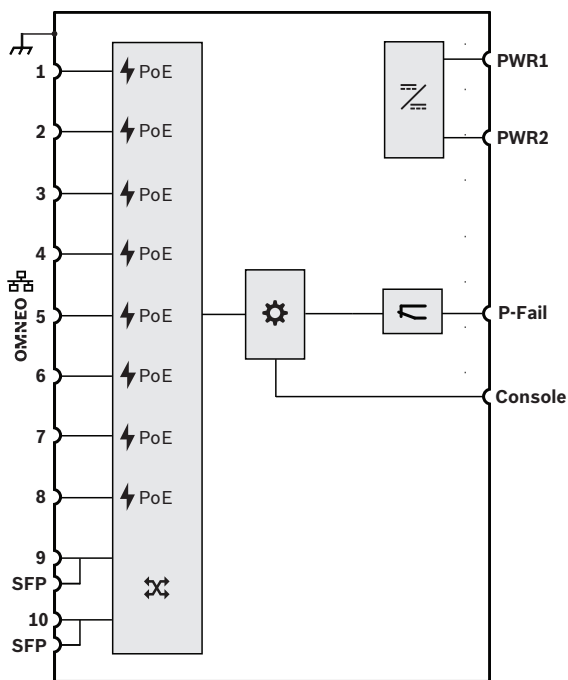 1 PoE PWR1
2 PoE PWR2
3 PoE
4 PoE
OMNEO
5 PoE P-Fail
6 PoE Console
7 PoE
8 PoE
9
SFP
10
SFP